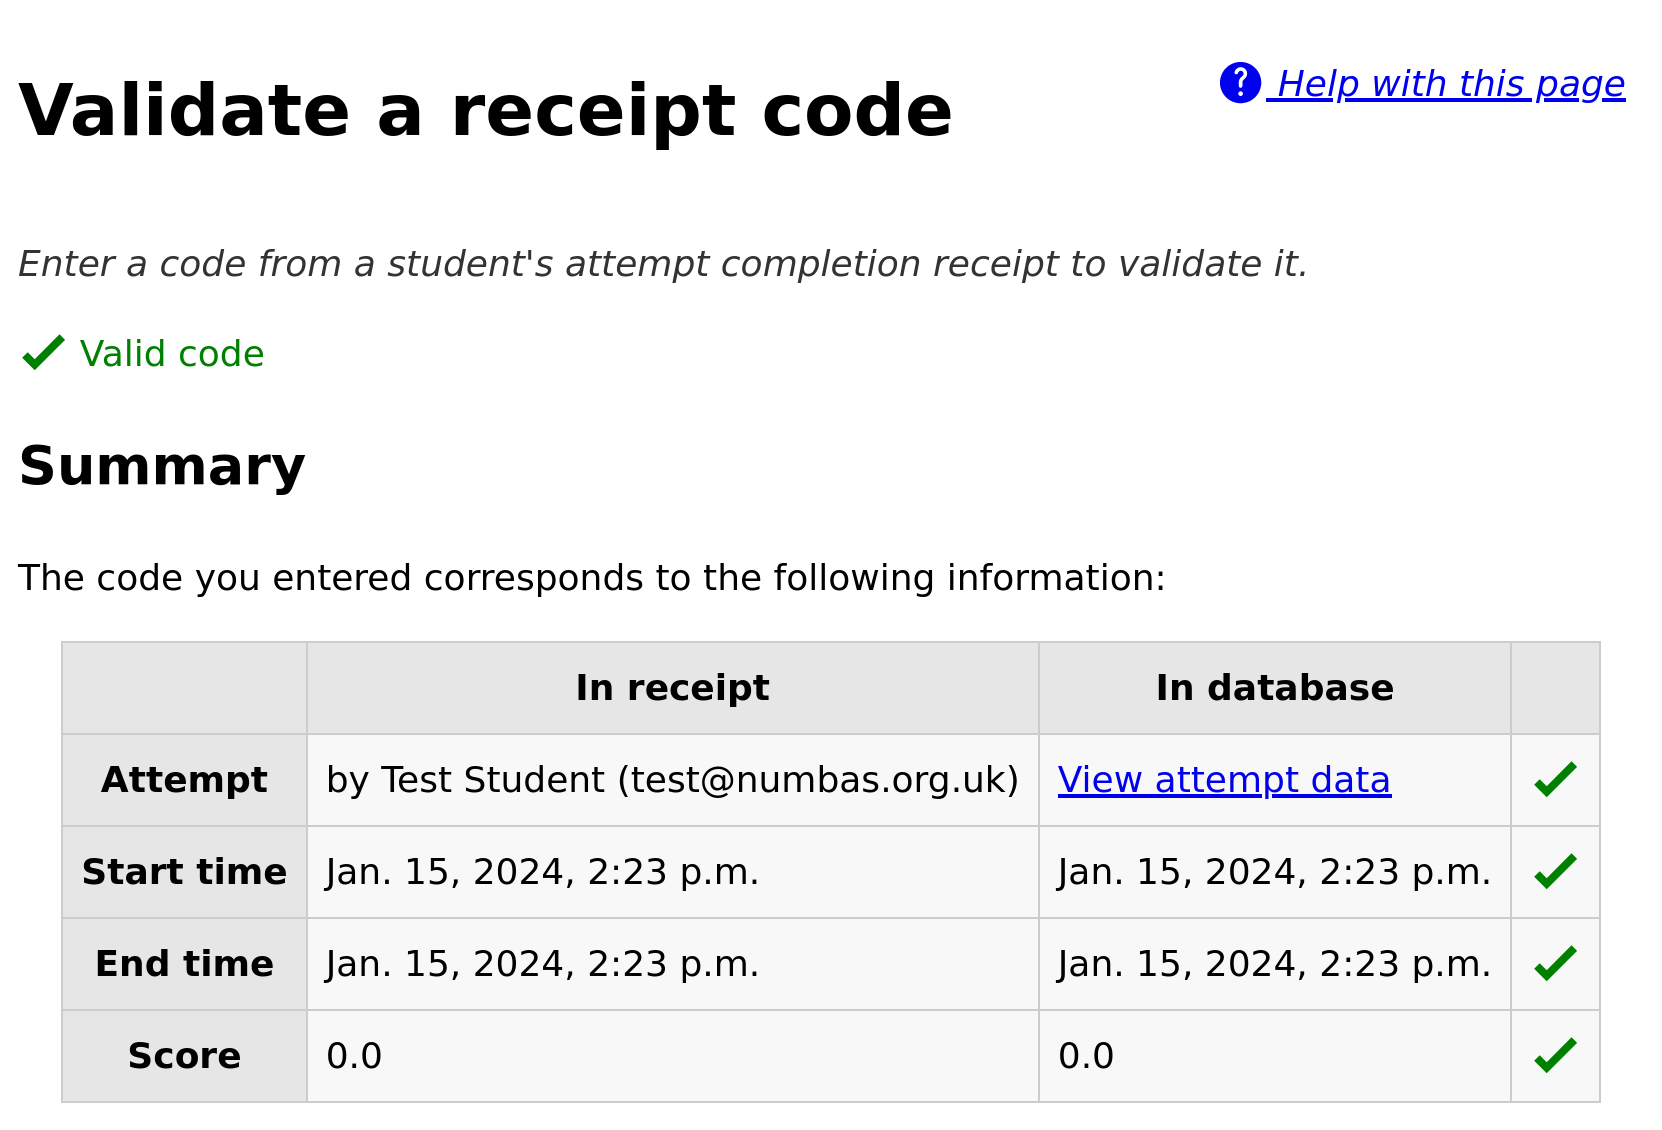 Validate a receipt code
Help with this page
Enter a code from a student's attempt completion receipt to validate it.
Valid code
Summary
The code you entered corresponds to the following information:
In receipt In database
Attempt by Test Student (test@numbas.org.uk) View attempt data
Start time Jan. 15, 2024, 2:23 p.m. Jan. 15, 2024, 2:23 p.m.
End time Jan. 15, 2024, 2:23 p.m. Jan. 15, 2024, 2:23 p.m.
Score 0.0 0.0